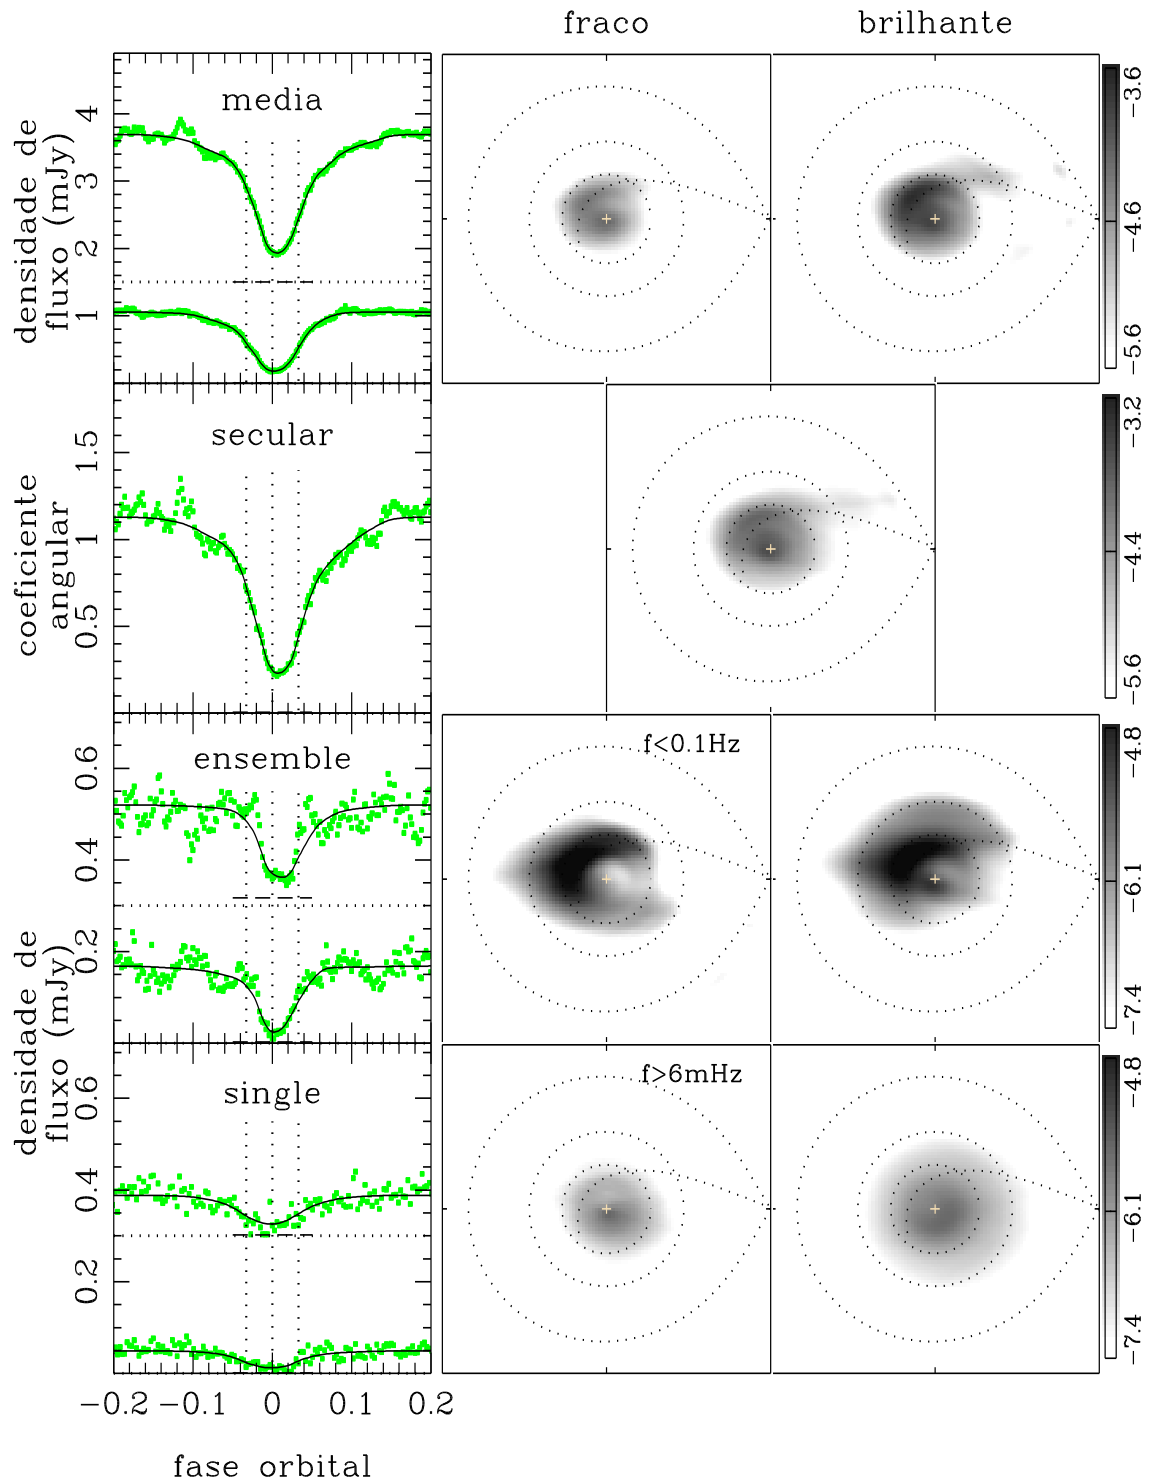 fraco
brilhante
media
densidade de
fluxo (mJy)
4
3
2
1
−3.6
−4.6
−5.6
secular
coeficiente
angular
1.5
1
0.5
−3.2
−4.4
−5.6
ensemble
f<0.1Hz
0.6
0.4
0.2
−4.8
−6.1
−7.4
densidade de
fluxo (mJy)
single
f>6mHz
0.6
0.4
0.2
−4.8
−6.1
−7.4
−0.2 −0.1 0 0.1 0.2
fase orbital